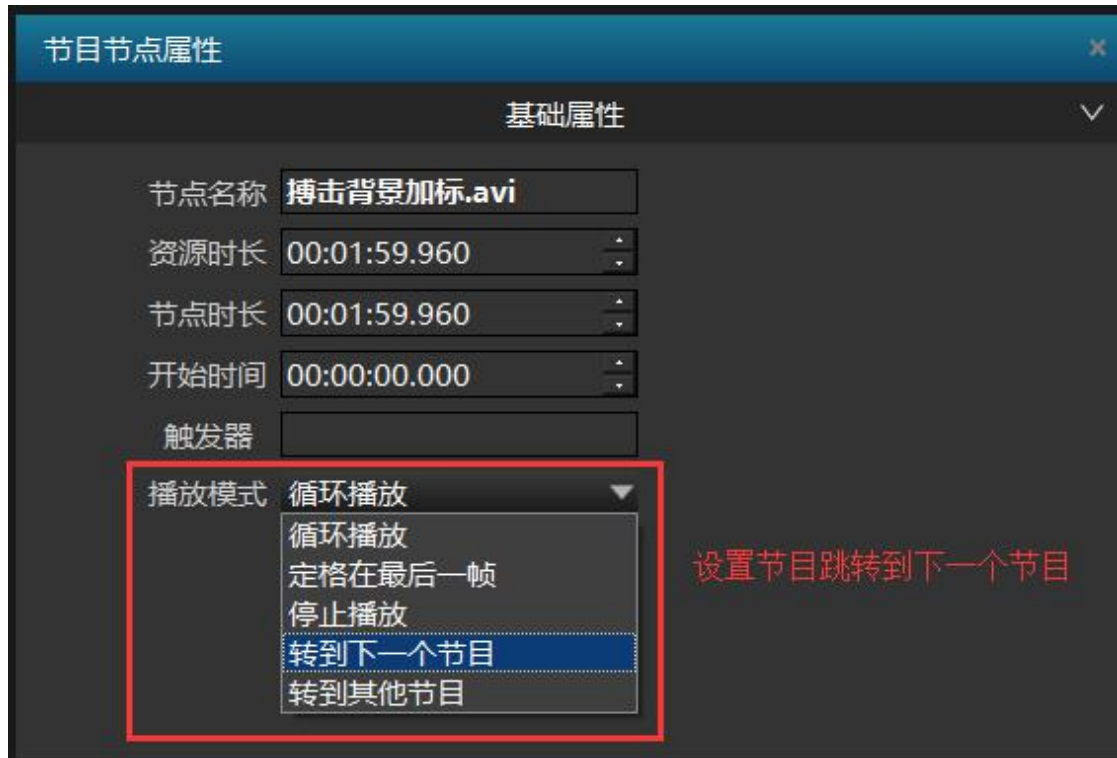 节目节点属性
基础属性
节点名称 搏击背景加标.avi
资源时长 00:01:59.960
节点时长 00:01:59.960
开始时间 00:00:00.000
触发器
播放模式 循环播放
循环播放
定格在最后一帧
停止播放
转到下一个节目
转到其他节目
设置节目跳转到下一个节目